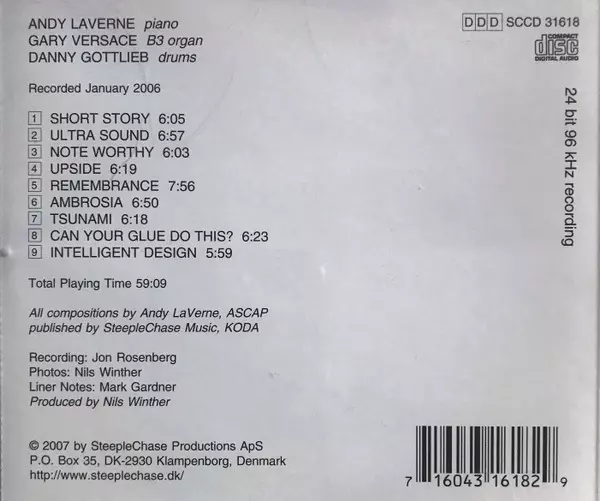 ANDY LAVERNE piano
GARY VERSACE B3 organ
DANNY GOTTLIEB drums
DDD SCCD 31618
COMPACT
disc
DIGITAL AUDIO
Recorded January 2006
24 bit 96 kHz recording
1 SHORT STORY 6:05
2 ULTRA SOUND 6:57
3 NOTE WORTHY 6:03
4 UPSIDE 6:19
5 REMEMBRANCE 7:56
6 AMBROSIA 6:50
7 TSUNAMI 6:18
8 CAN YOUR GLUE DO THIS? 6:23
9 INTELLIGENT DESIGN 5:59
Total Playing Time 59:09
All compositions by Andy LaVerne, ASCAP
published by SteepleChase Music, KODA
Recording: Jon Rosenberg
Photos: Nils Winther
Liner Notes: Mark Gardner
Produced by Nils Winther
© 2007 by SteepleChase Productions ApS
P.O. Box 35, DK-2930 Klampenborg, Denmark
http://www.steeplechase.dk/
7 16043 16182 9